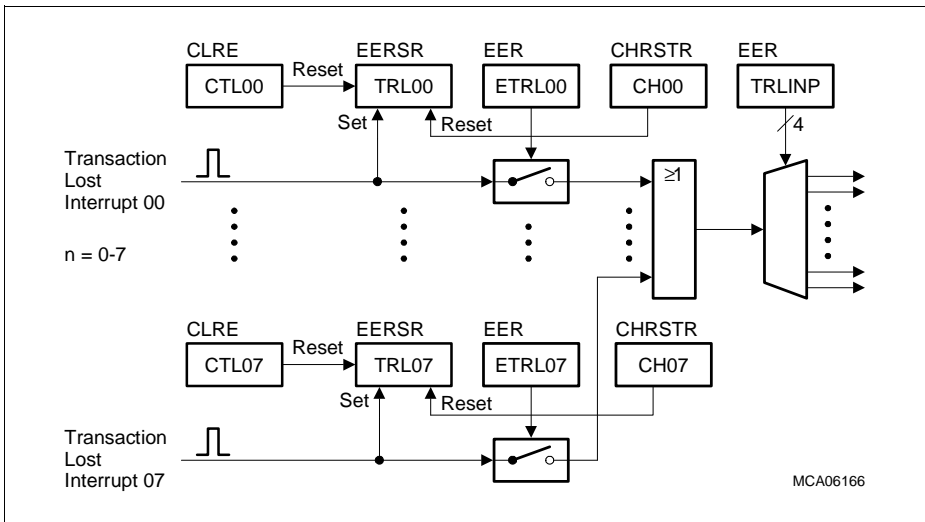 CLRE EERSR EER CHRSTR EER
CTL00 Reset TRL00 ETRL00 CH00 TRLINP
Set Reset 4
Transaction
Lost
Interrupt 00
≥1
n = 0-7
CLRE EERSR EER CHRSTR
CTL07 Reset TRL07 ETRL07 CH07
Set Reset
Transaction
Lost
Interrupt 07
MCA06166